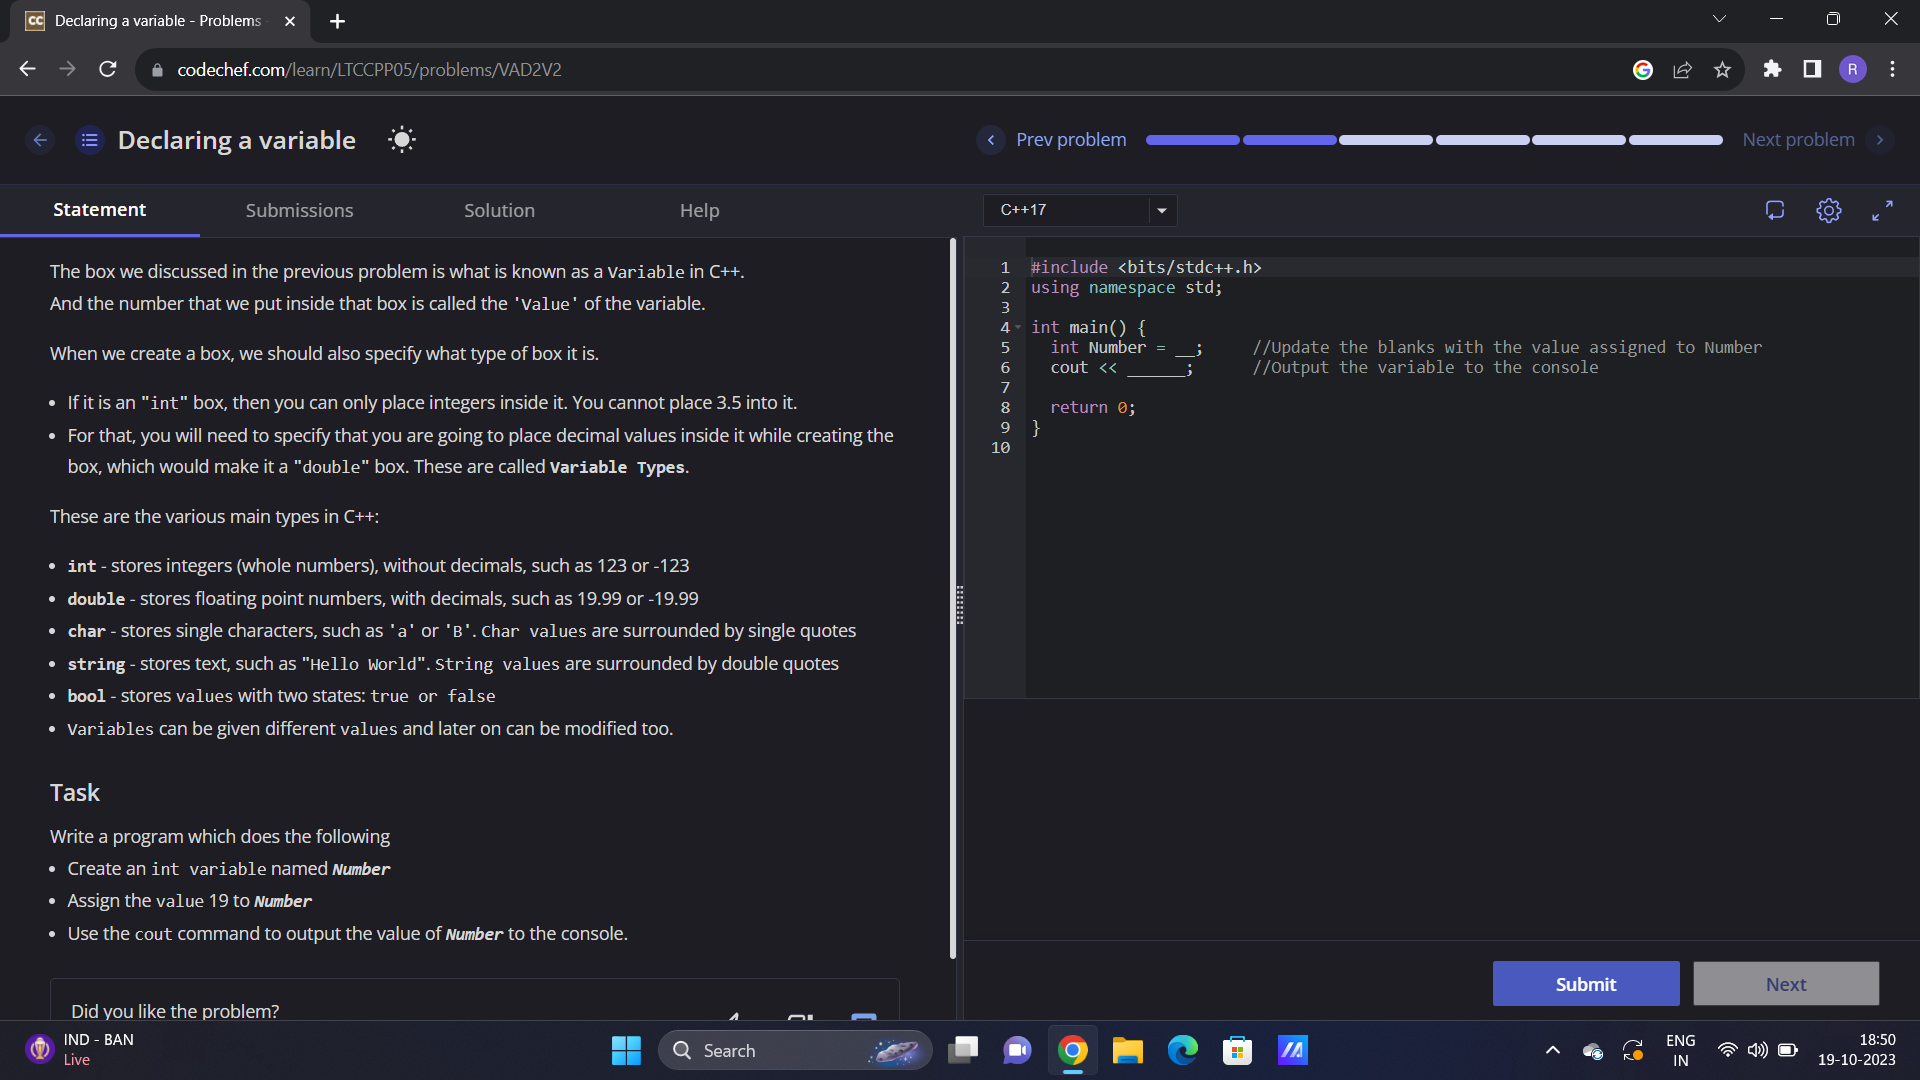 CC Declaring a variable - Problems
codechef.com/learn/LTCCPP05/problems/VAD2V2
R
Declaring a variable
Prev problem
Next problem
Statement
Submissions
Solution
Help
C++17
The box we discussed in the previous problem is what is known as a Variable in C++.
And the number that we put inside that box is called the 'Value' of the variable.
When we create a box, we should also specify what type of box it is.
• If it is an "int" box, then you can only place integers inside it. You cannot place 3.5 into it.
• For that, you will need to specify that you are going to place decimal values inside it while creating the
box, which would make it a "double" box. These are called Variable Types.
These are the various main types in C++:
• int - stores integers (whole numbers), without decimals, such as 123 or -123
• double - stores floating point numbers, with decimals, such as 19.99 or -19.99
• char - stores single characters, such as 'a' or 'B'. Char values are surrounded by single quotes
• string - stores text, such as "Hello World". String values are surrounded by double quotes
• bool - stores values with two states: true or false
• Variables can be given different values and later on can be modified too.
Task
Write a program which does the following
• Create an int variable named Number
• Assign the value 19 to Number
• Use the cout command to output the value of Number to the console.
Did you like the problem?
1 #include <bits/stdc++.h>
2 using namespace std;
3
4 int main() {
5 int Number = __; //Update the blanks with the value assigned to Number
6 cout << ______; //Output the variable to the console
7
8 return 0;
9 }
10
Submit
Next
IND - BAN
Live
Search
ENG
IN
18:50
19-10-2023